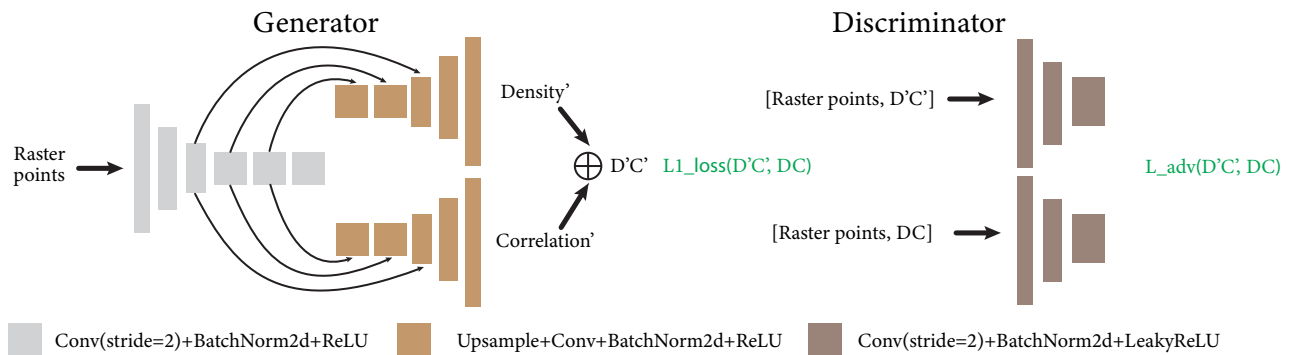 Generator
Discriminator
Raster
points
Density’
Correlation’
D’C’
L1_loss(D’C’, DC)
[Raster points, D’C’]
[Raster points, DC]
L_adv(D’C’, DC)
Conv(stride=2)+BatchNorm2d+ReLU
Upsample+Conv+BatchNorm2d+ReLU
Conv(stride=2)+BatchNorm2d+LeakyReLU